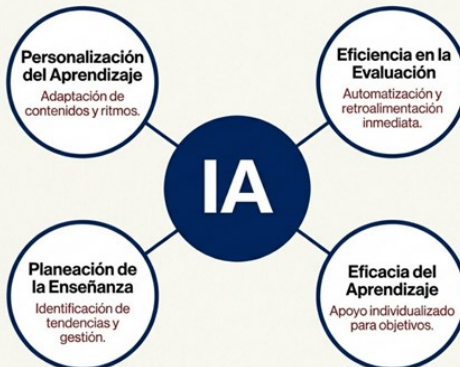 Personalización
del Aprendizaje
Adaptación de
contenidos y ritmos.
Eficiencia en la
Evaluación
Automatización y
retroalimentación
inmediata.
IA
Planeación de
la Enseñanza
Identificación de
tendencias y
gestión.
Eficacia del
Aprendizaje
Apoyo individualizado
para objetivos.